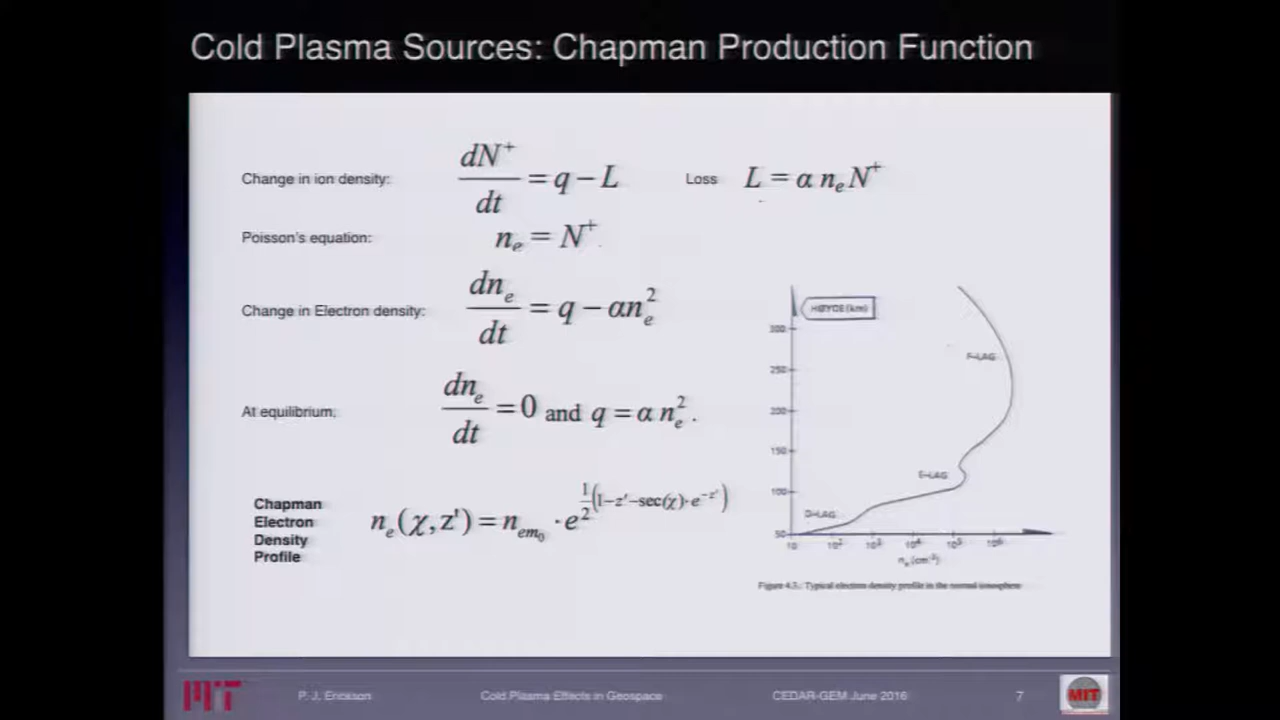 Cold Plasma Sources: Chapman Production Function
Change in ion density: dN⁺/dt = q − L Loss L = α nₑ N⁺
Poisson's equation: nₑ = N⁺
Change in Electron density: dnₑ/dt = q − αnₑ²
At equilibrium, dnₑ/dt = 0 and q = α nₑ².
Chapman
Electron
Density
Profile
nₑ(χ,z') = n_{em₀} · e^{½(1−z'−sec(χ)·e^{−z'})}
HØYDE (km)
300
250
200
150
100
50
F-LAG
E-LAG
D-LAG
10 10² 10³ 10⁴ 10⁵ 10⁶
nₑ (cm⁻³)
Figure 4.3.: Typical electron density profile in the normal ionosphere
MIT P. J. Erickson Cold Plasma Effects in Geospace CEDAR-GEM June 2016 7 MIT